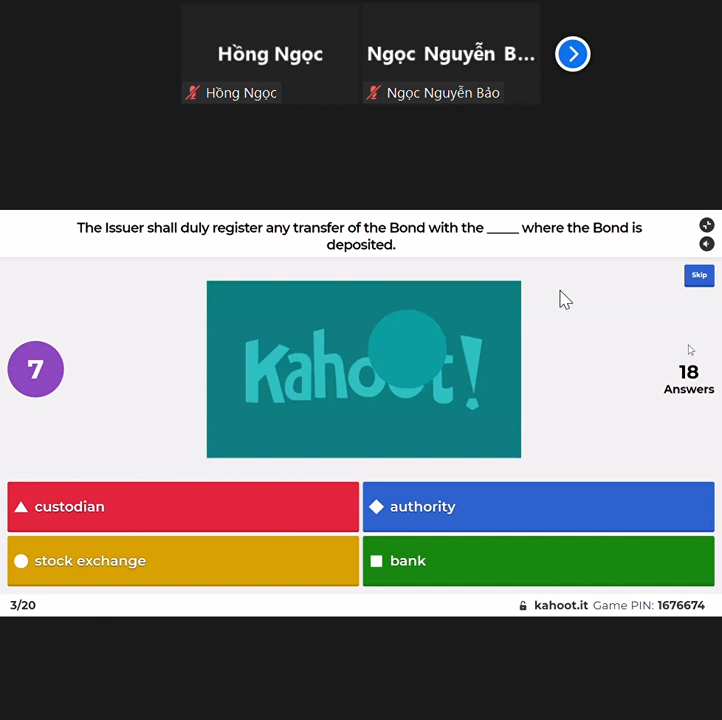 Hồng Ngọc
Ngọc Nguyễn B...
Hồng Ngọc
Ngọc Nguyễn Bảo
The Issuer shall duly register any transfer of the Bond with the _____ where the Bond is
deposited.
Skip
Kahoot!
7
18
Answers
custodian
authority
stock exchange
bank
3/20
kahoot.it Game PIN: 1676674